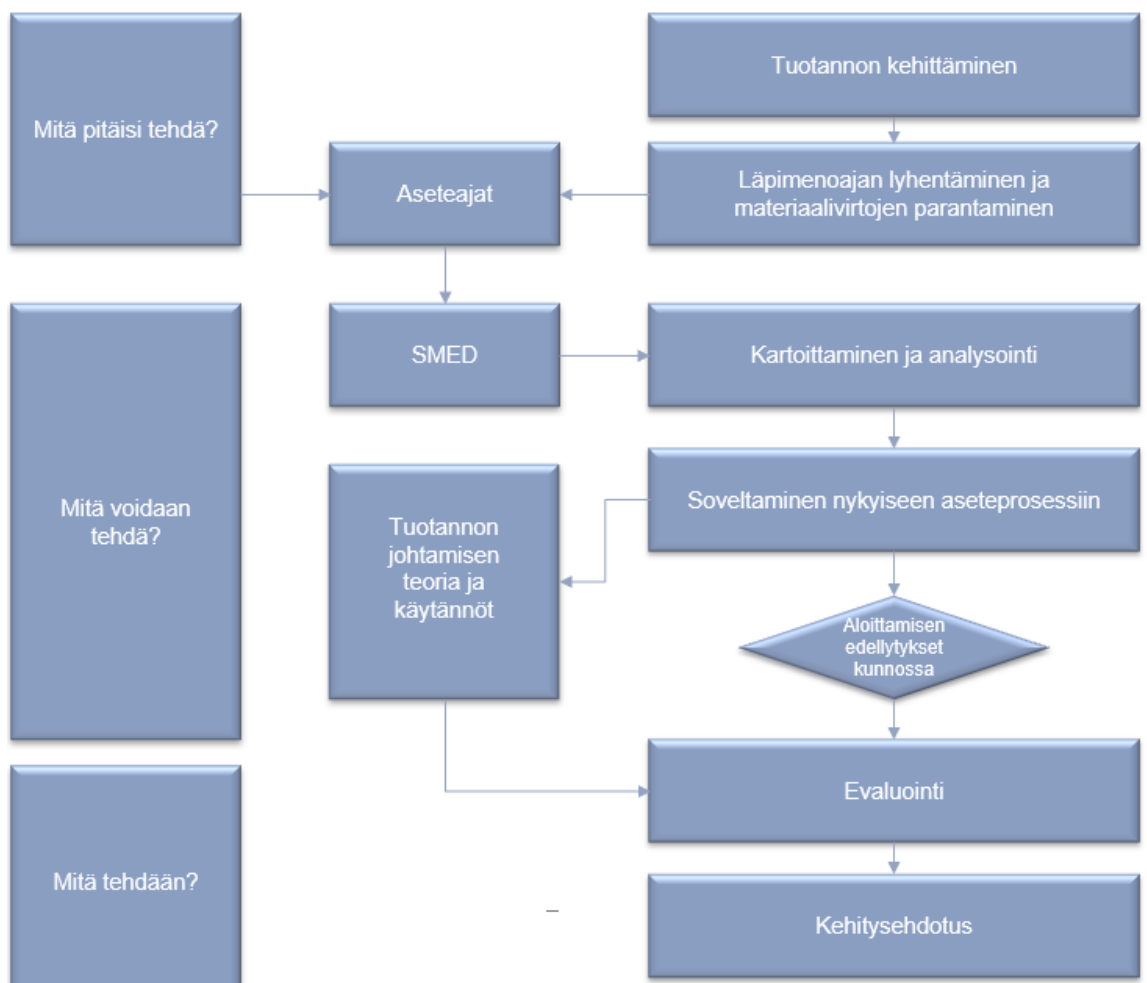 Tuotannon kehittäminen
Mitä pitäisi tehdä?
Aseteajat
Läpimenoajan lyhentäminen ja
materiaalivirtojen parantaminen
SMED
Kartoittaminen ja analysointi
Mitä voidaan
tehdä?
Tuotannon
johtamisen
teoria ja
käytännöt
Soveltaminen nykyiseen aseteprosessiin
Aloittamisen
edellytykset
kunnossa
Evaluointi
Mitä tehdään?
Kehitysehdotus